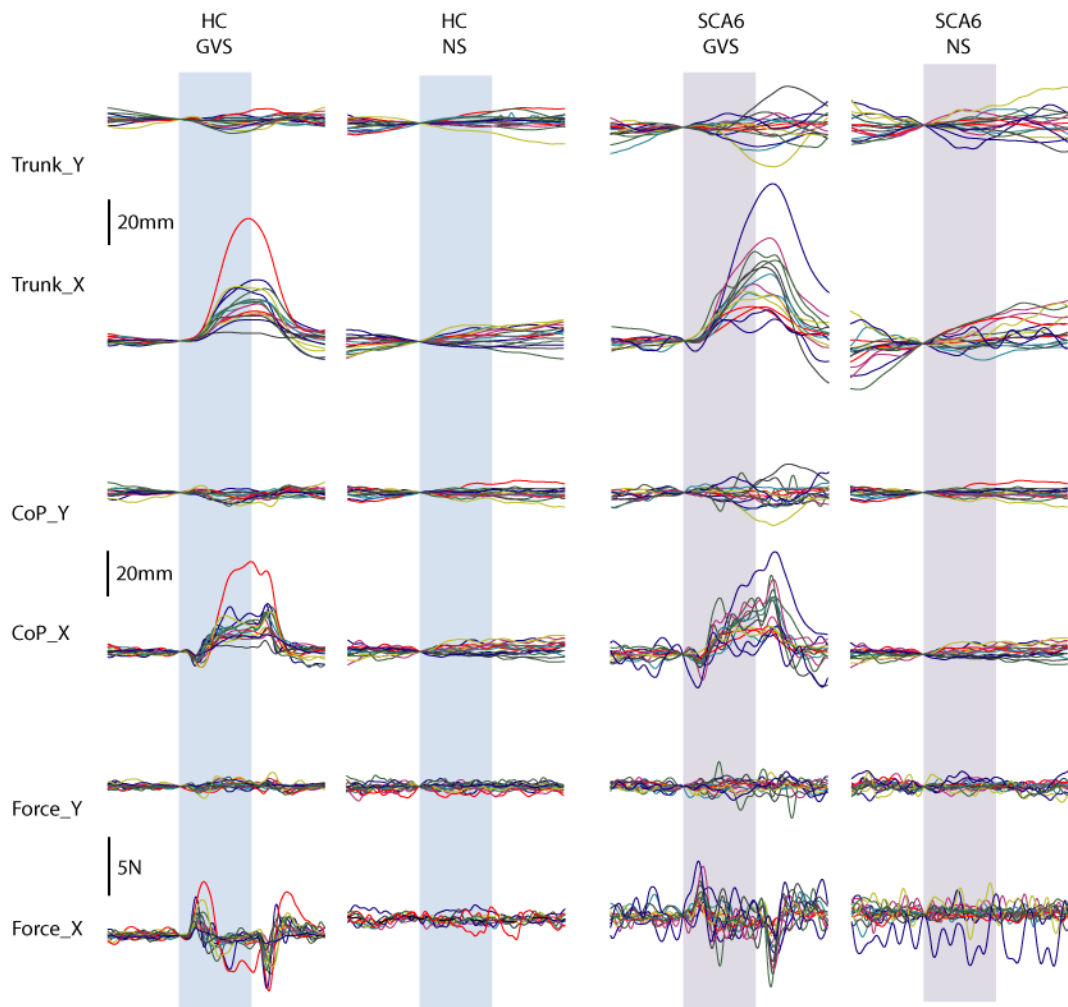 HC
GVS
HC
NS
SCA6
GVS
SCA6
NS
Trunk_Y
20mm
Trunk_X
CoP_Y
20mm
CoP_X
Force_Y
5N
Force_X